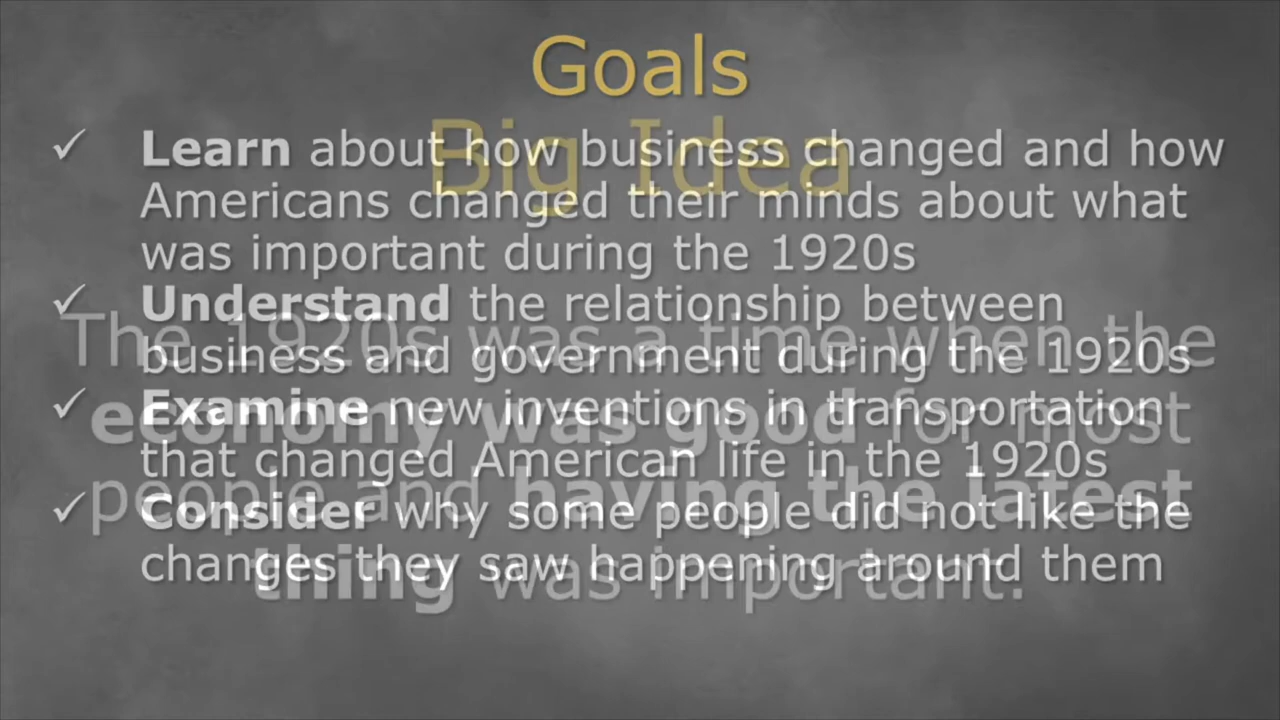 Goals
✓ Learn about how business changed and how
Americans changed their minds about what
was important during the 1920s
✓ Understand the relationship between
business and government during the 1920s
✓ Examine new inventions in transportation
that changed American life in the 1920s
✓ Consider why some people did not like the
changes they saw happening around them
Big Idea
The 1920s was a time when the
economy was good for most
people and having the latest
thing was important.